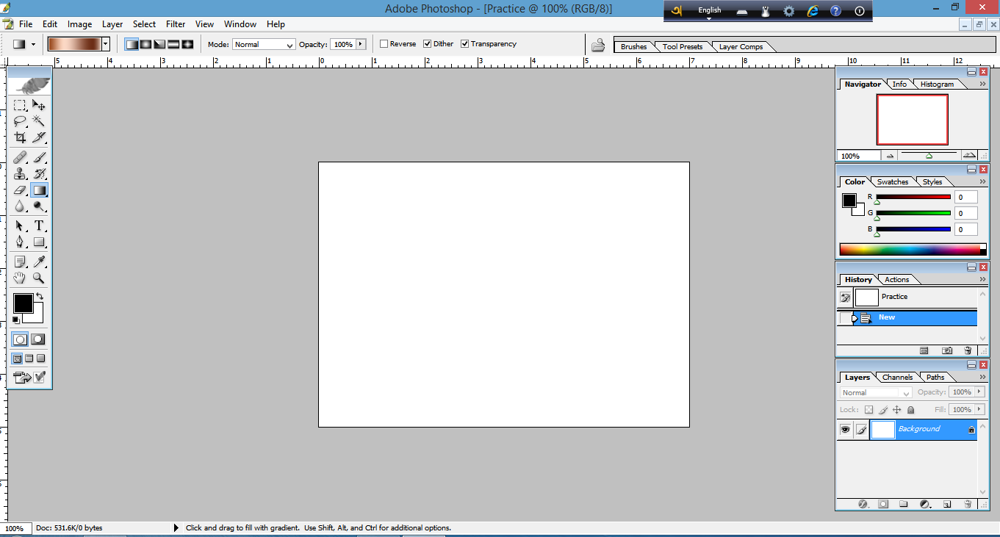 Adobe Photoshop - [Practice @ 100% (RGB/8)]
অ English
File Edit Image Layer Select Filter View Window Help
Mode: Normal Opacity: 100% Reverse Dither Transparency Brushes Tool Presets Layer Comps
5 4 3 2 1 0 1 2 3 4 5 6 7 8 9 10 11 12
Navigator Info Histogram
100%
Color Swatches Styles
R 0
G 0
B 0
History Actions
Practice
New
Layers Channels Paths
Normal Opacity: 100%
Lock: Fill: 100%
Background
T
100% Doc: 531.6K/0 bytes Click and drag to fill with gradient. Use Shift, Alt, and Ctrl for additional options.